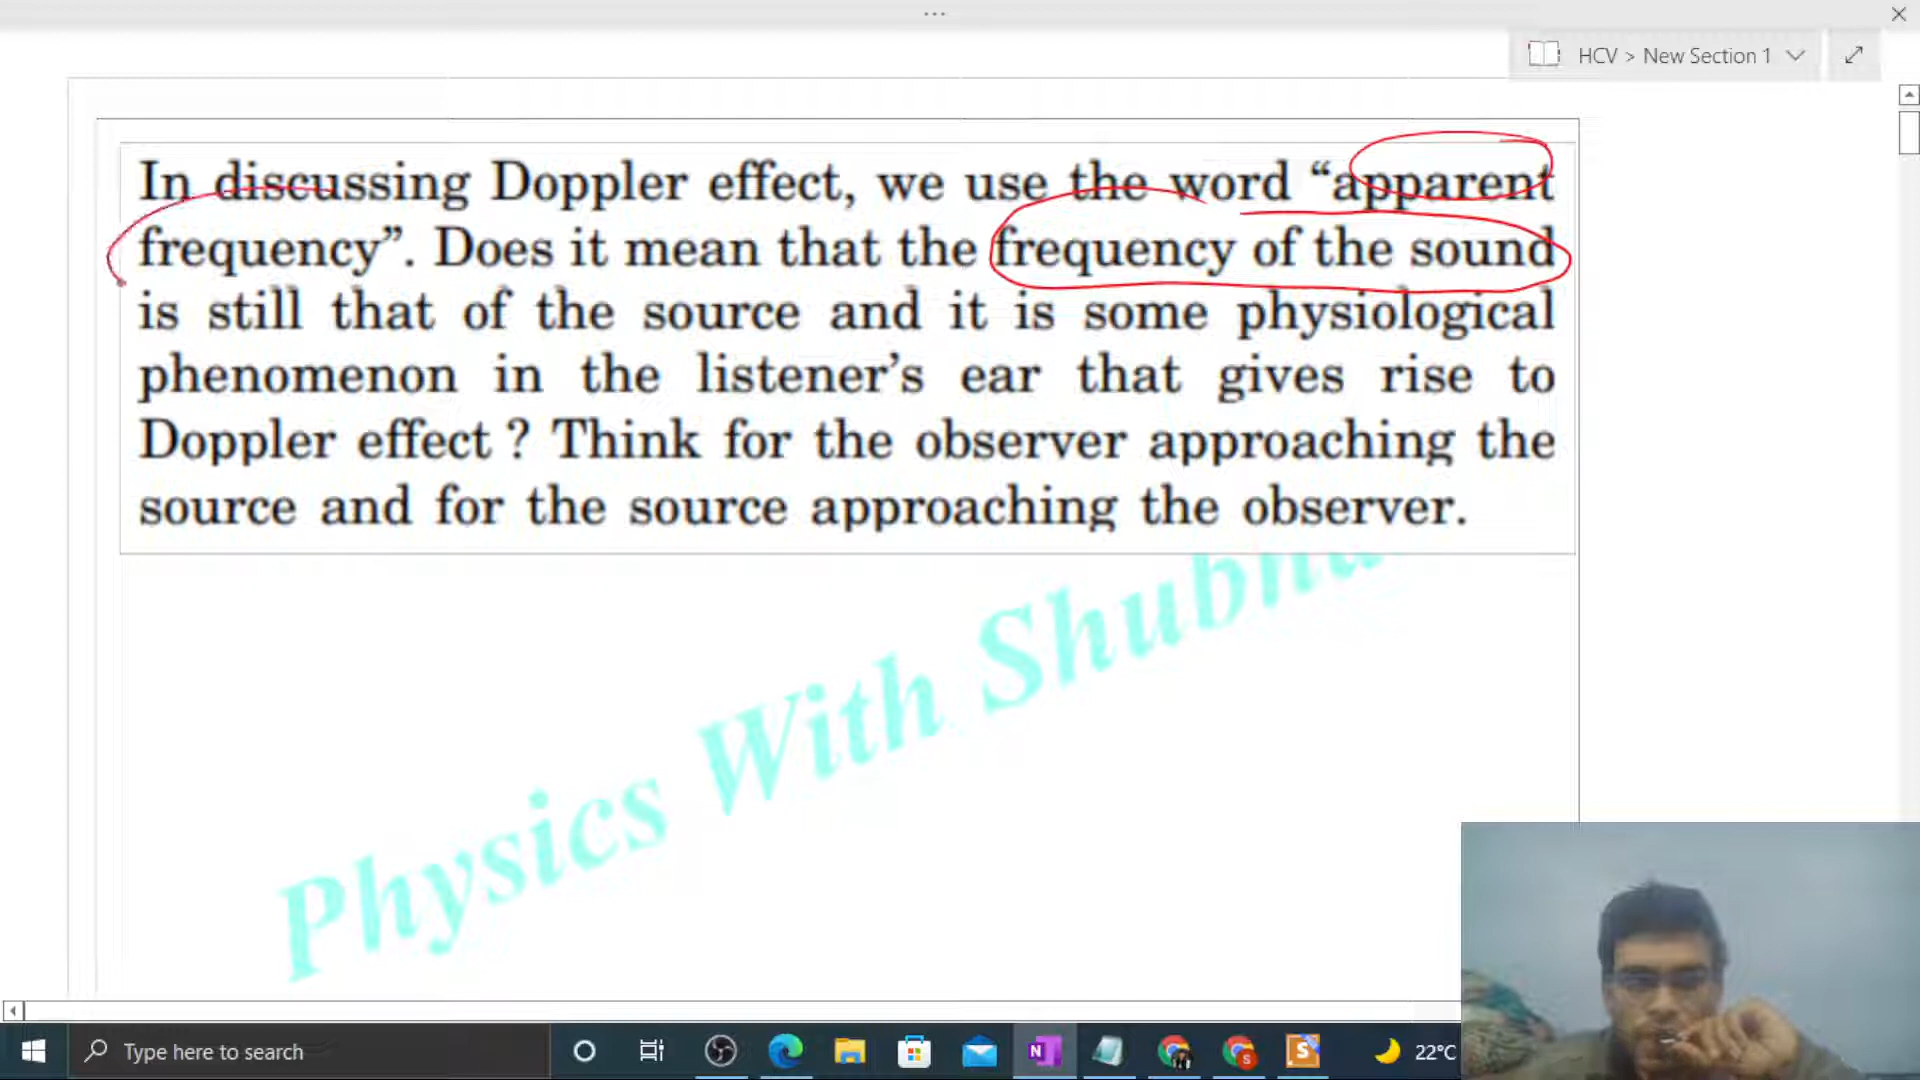 HCV > New Section 1
In discussing Doppler effect, we use the word “apparent
frequency”. Does it mean that the frequency of the sound
is still that of the source and it is some physiological
phenomenon in the listener’s ear that gives rise to
Doppler effect ? Think for the observer approaching the
source and for the source approaching the observer.
Physics With
Type here to search
22°C